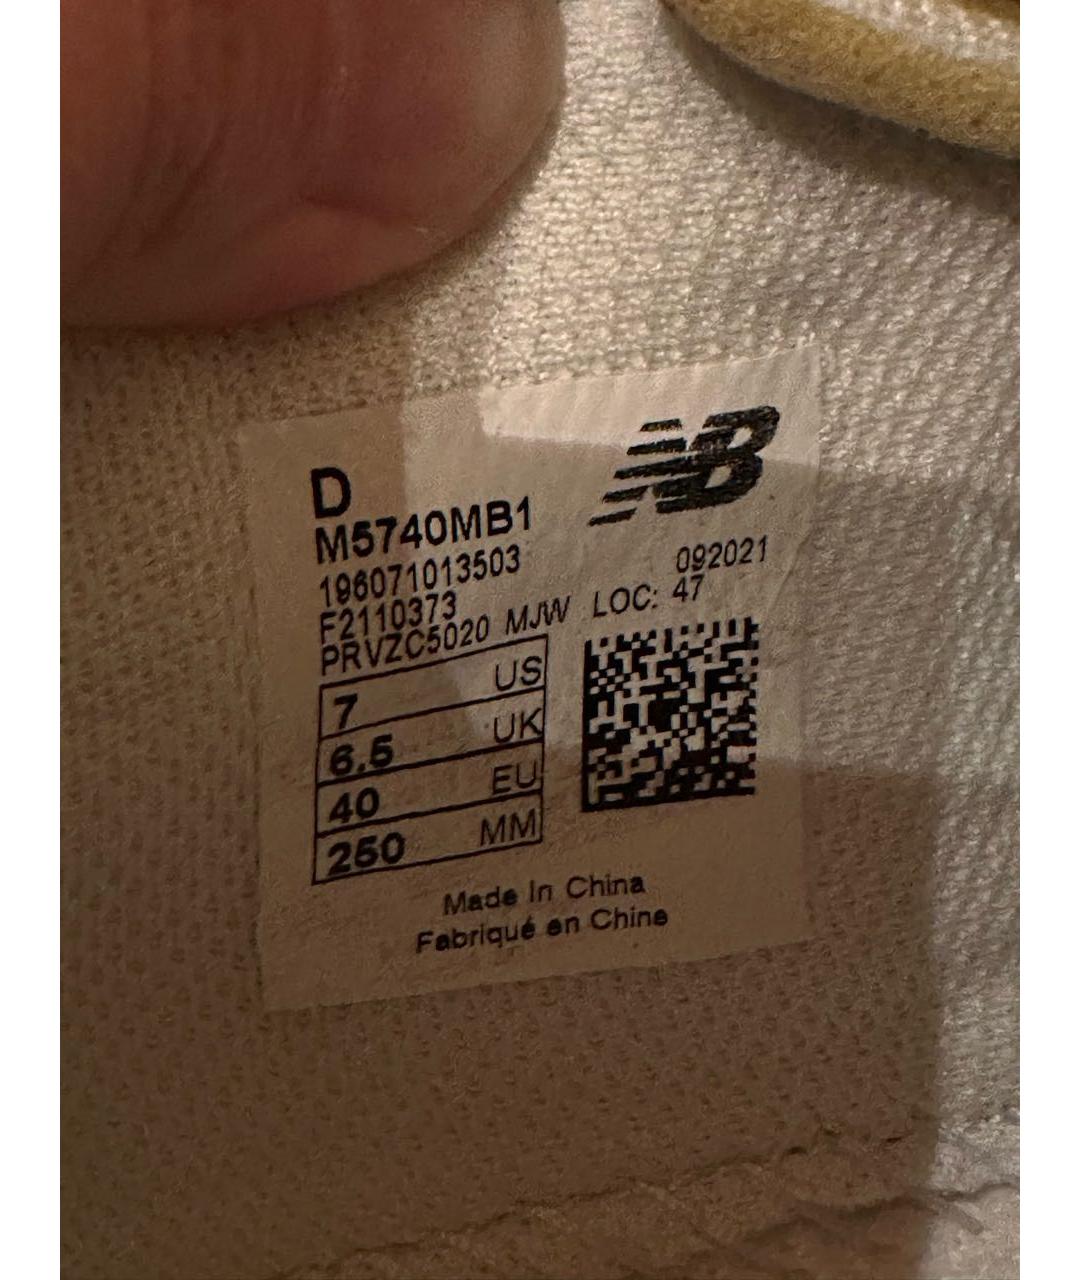 NB
D
M5740MB1
196071013503
092021
F2110373
PRVZC5020 MJW LOC: 47
7 US
6.5 UK
40 EU
250 MM
Made In China
Fabriqué en Chine